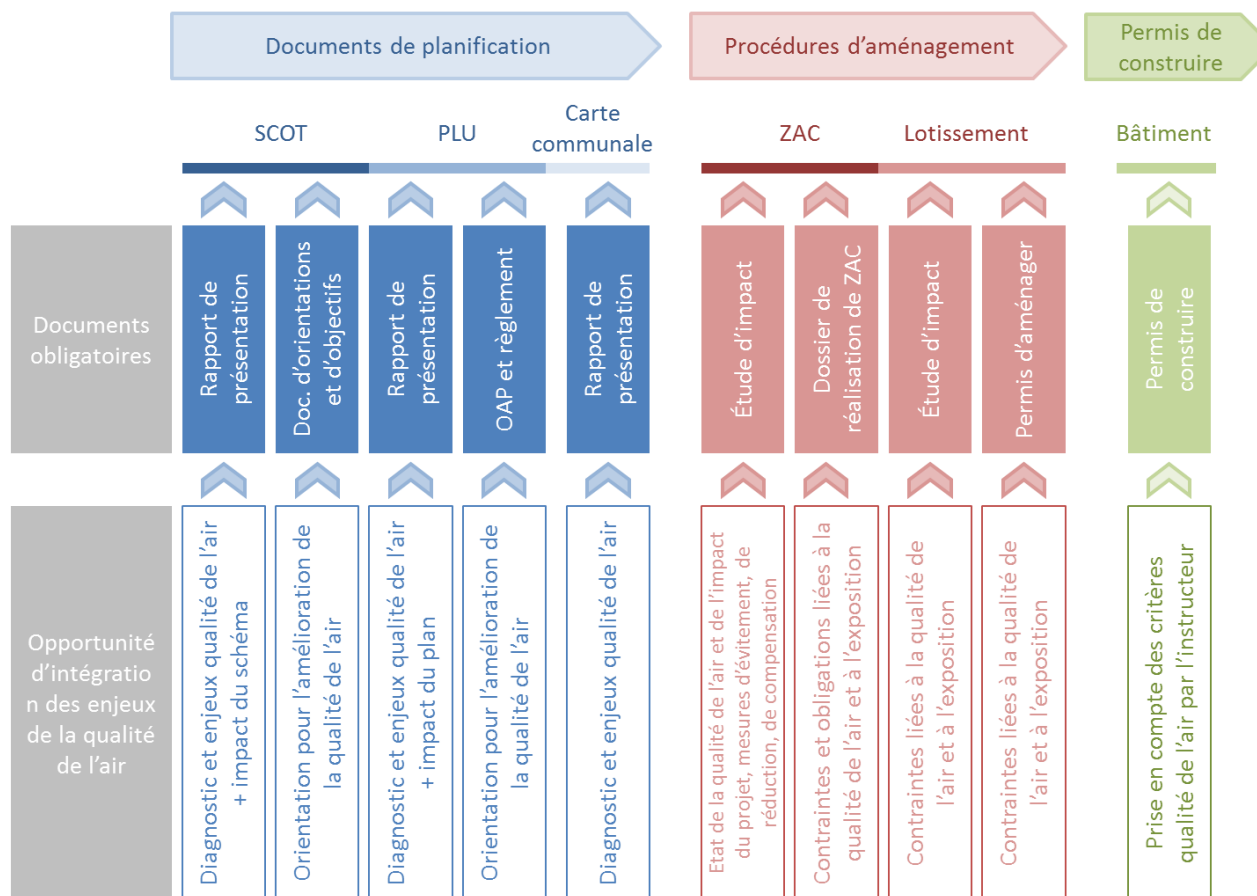 Documents de planification
Procédures d'aménagement
Permis de
construire
SCOT
PLU
Carte
communale
ZAC
Lotissement
Bâtiment
Documents
obligatoires
Rapport de
présentation
Doc. d'orientations
et d'objectifs
Rapport de
présentation
OAP et règlement
Rapport de
présentation
Étude d'impact
Dossier de
réalisation de ZAC
Étude d'impact
Permis d'aménager
Permis de
construire
Opportunité
d'intégratio
n des enjeux
de la qualité
de l'air
Diagnostic et enjeux qualité de l'air
+ impact du schéma
Orientation pour l'amélioration de
la qualité de l'air
Diagnostic et enjeux qualité de l'air
+ impact du plan
Orientation pour l'amélioration de
la qualité de l'air
Diagnostic et enjeux qualité de l'air
Etat de la qualité de l'air et de l'impact
du projet, mesures d'évitement, de
réduction, de compensation
Contraintes et obligations liées à la
qualité de l'air et à l'exposition
Contraintes liées à la qualité de
l'air et à l'exposition
Contraintes liées à la qualité de
l'air et à l'exposition
Prise en compte des critères
qualité de l'air par l'instructeur